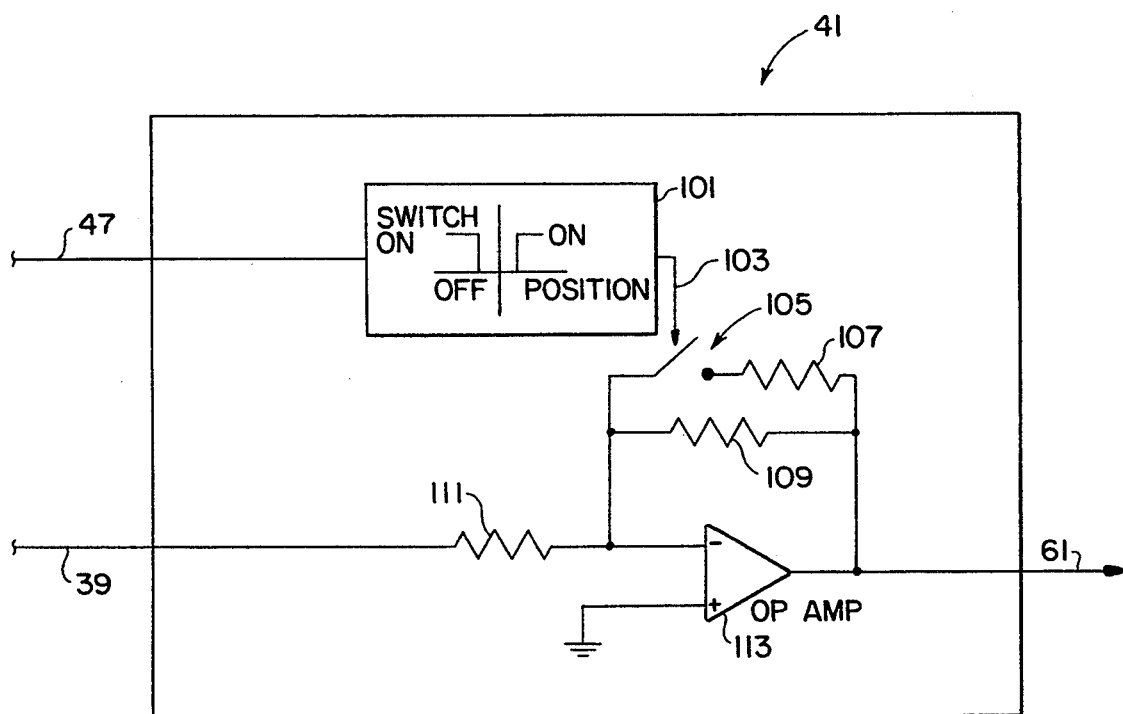 41
101
47
SWITCH
ON
ON
OFF
POSITION
103
105
107
109
111
39
-
+
OP AMP
113
61